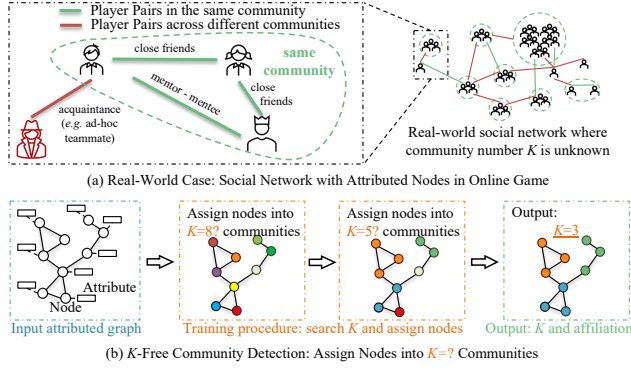 Player Pairs in the same community
Player Pairs across different communities
close friends
same
community
mentor - mentee
close
friends
acquaintance
(e.g. ad-hoc
teammate)
Real-world social network where
community number K is unknown
(a) Real-World Case: Social Network with Attributed Nodes in Online Game
Attribute
Node
Input attributed graph
Assign nodes into
K=8? communities
Assign nodes into
K=5? communities
Training procedure: search K and assign nodes
Output:
K=3
Output: K and affiliation
(b) K-Free Community Detection: Assign Nodes into K=? Communities